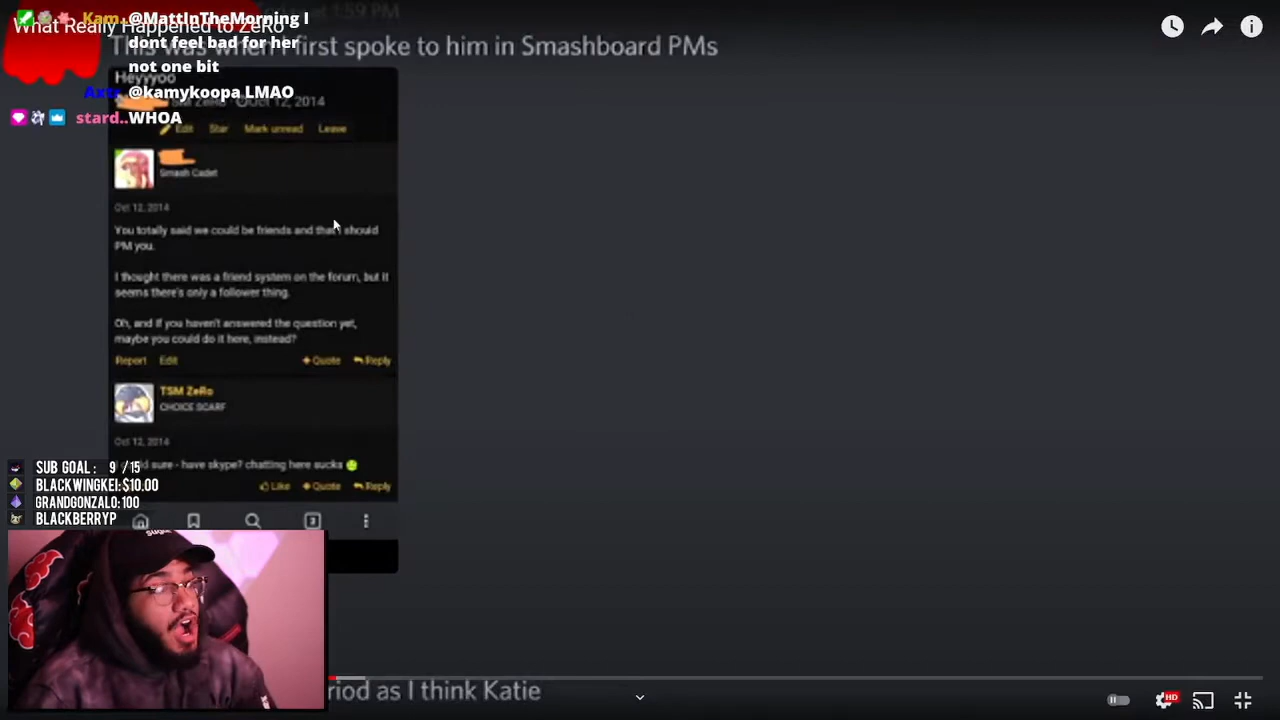 What Really Happened to ZeRo
Kam.. @MattInTheMorning I
dont feel bad for her
not one bit
@kamykoopa LMAO
stard.. WHOA
This was when I first spoke to him in Smashboard PMs
Heyyyoo
Oct 12, 2014
Edit Star Mark unread Leave
Smash Cadet
Oct 12, 2014
You totally said we could be friends and that I should
PM you.
I thought there was a friend system on the forum, but it
seems there's only a follower thing.
Oh, and if you haven't answered the question yet,
maybe you could do it here, instead?
Report Edit + Quote Reply
TSM ZeRo
CHOICE SCARF
Oct 12, 2014
sure - have skype? chatting here sucks
Like + Quote Reply
3
SUB GOAL: 9 / 15
BLACKWINGKEI:$10.00
GRANDGONZALO:100
BLACKBERRYP
riod as I think Katie
HD